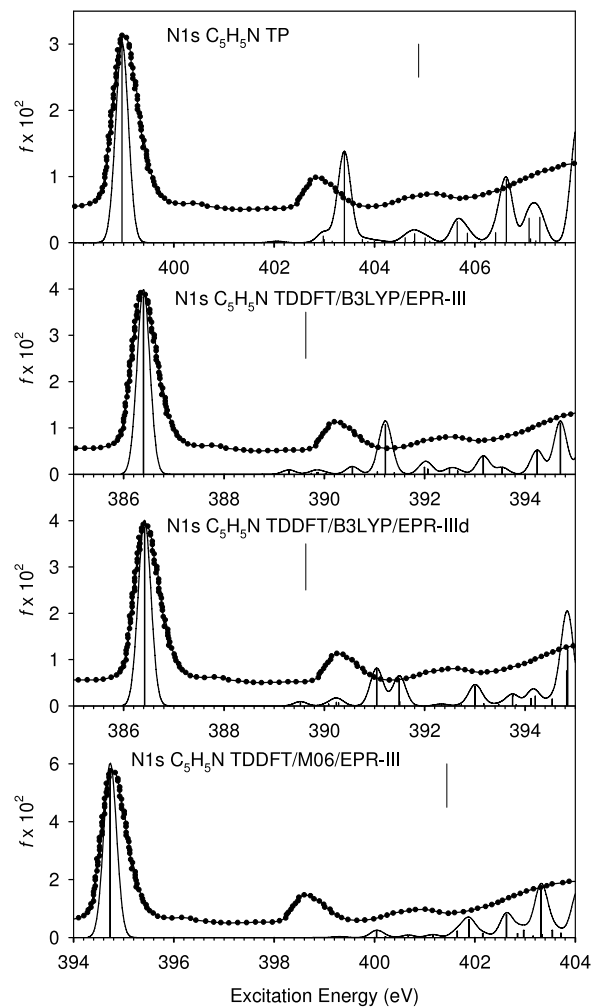 N1s C₅H₅N TP
3
2
1
0
f x 10²
400 402 404 406
N1s C₅H₅N TDDFT/B3LYP/EPR-III
4
3
2
1
0
f x 10²
386 388 390 392 394
N1s C₅H₅N TDDFT/B3LYP/EPR-IIId
4
3
2
1
0
f x 10²
386 388 390 392 394
N1s C₅H₅N TDDFT/M06/EPR-III
6
4
2
0
f x 10²
394 396 398 400 402 404
Excitation Energy (eV)